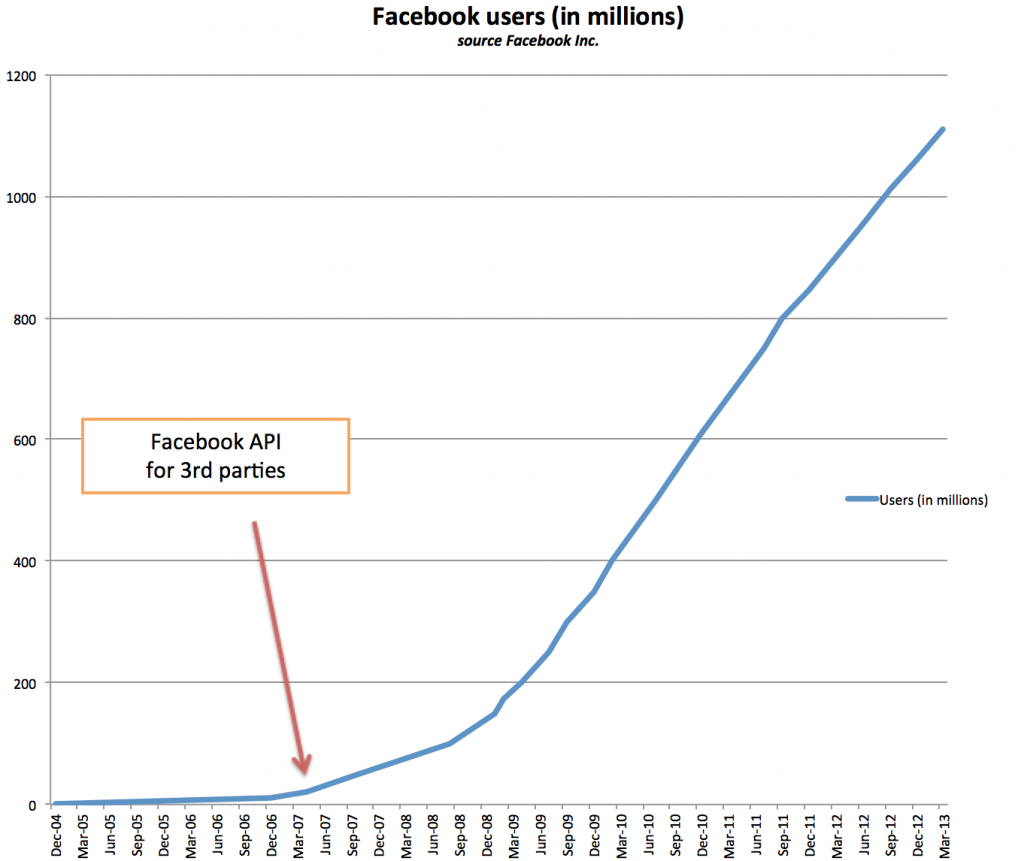 Facebook users (in millions)
source Facebook Inc.
1200
1000
800
600
400
200
0
Facebook API
for 3rd parties
Users (in millions)
Dec-04
Mar-05
Jun-05
Sep-05
Dec-05
Mar-06
Jun-06
Sep-06
Dec-06
Mar-07
Jun-07
Sep-07
Dec-07
Mar-08
Jun-08
Sep-08
Dec-08
Mar-09
Jun-09
Sep-09
Dec-09
Mar-10
Jun-10
Sep-10
Dec-10
Mar-11
Jun-11
Sep-11
Dec-11
Mar-12
Jun-12
Sep-12
Dec-12
Mar-13